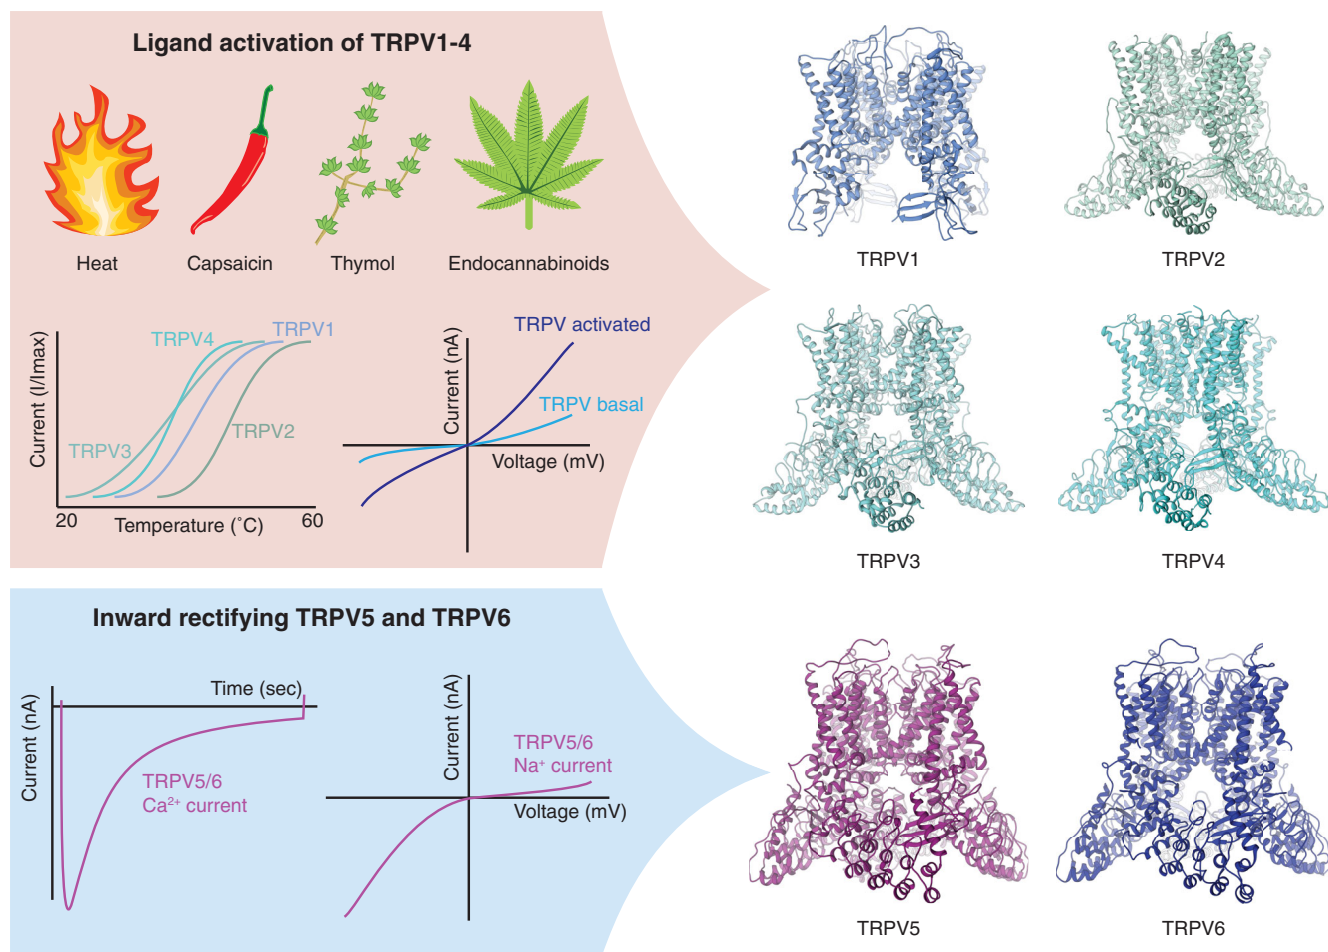 Ligand activation of TRPV1-4
Heat
Capsaicin
Thymol
Endocannabinoids
Current (I/Imax)
TRPV4
TRPV1
TRPV3
TRPV2
20
Temperature (˚C)
60
Current (nA)
TRPV activated
TRPV basal
Voltage (mV)
TRPV1
TRPV2
TRPV3
TRPV4
Inward rectifying TRPV5 and TRPV6
Current (nA)
Time (sec)
TRPV5/6
Ca²⁺ current
Current (nA)
TRPV5/6
Na⁺ current
Voltage (mV)
TRPV5
TRPV6